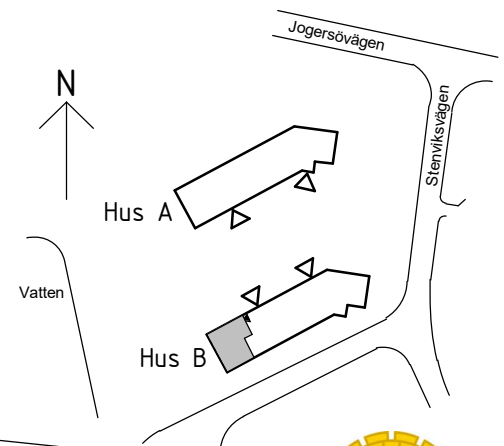 Jogersövägen
N
Stenviksvägen
Hus A
Vatten
Hus B